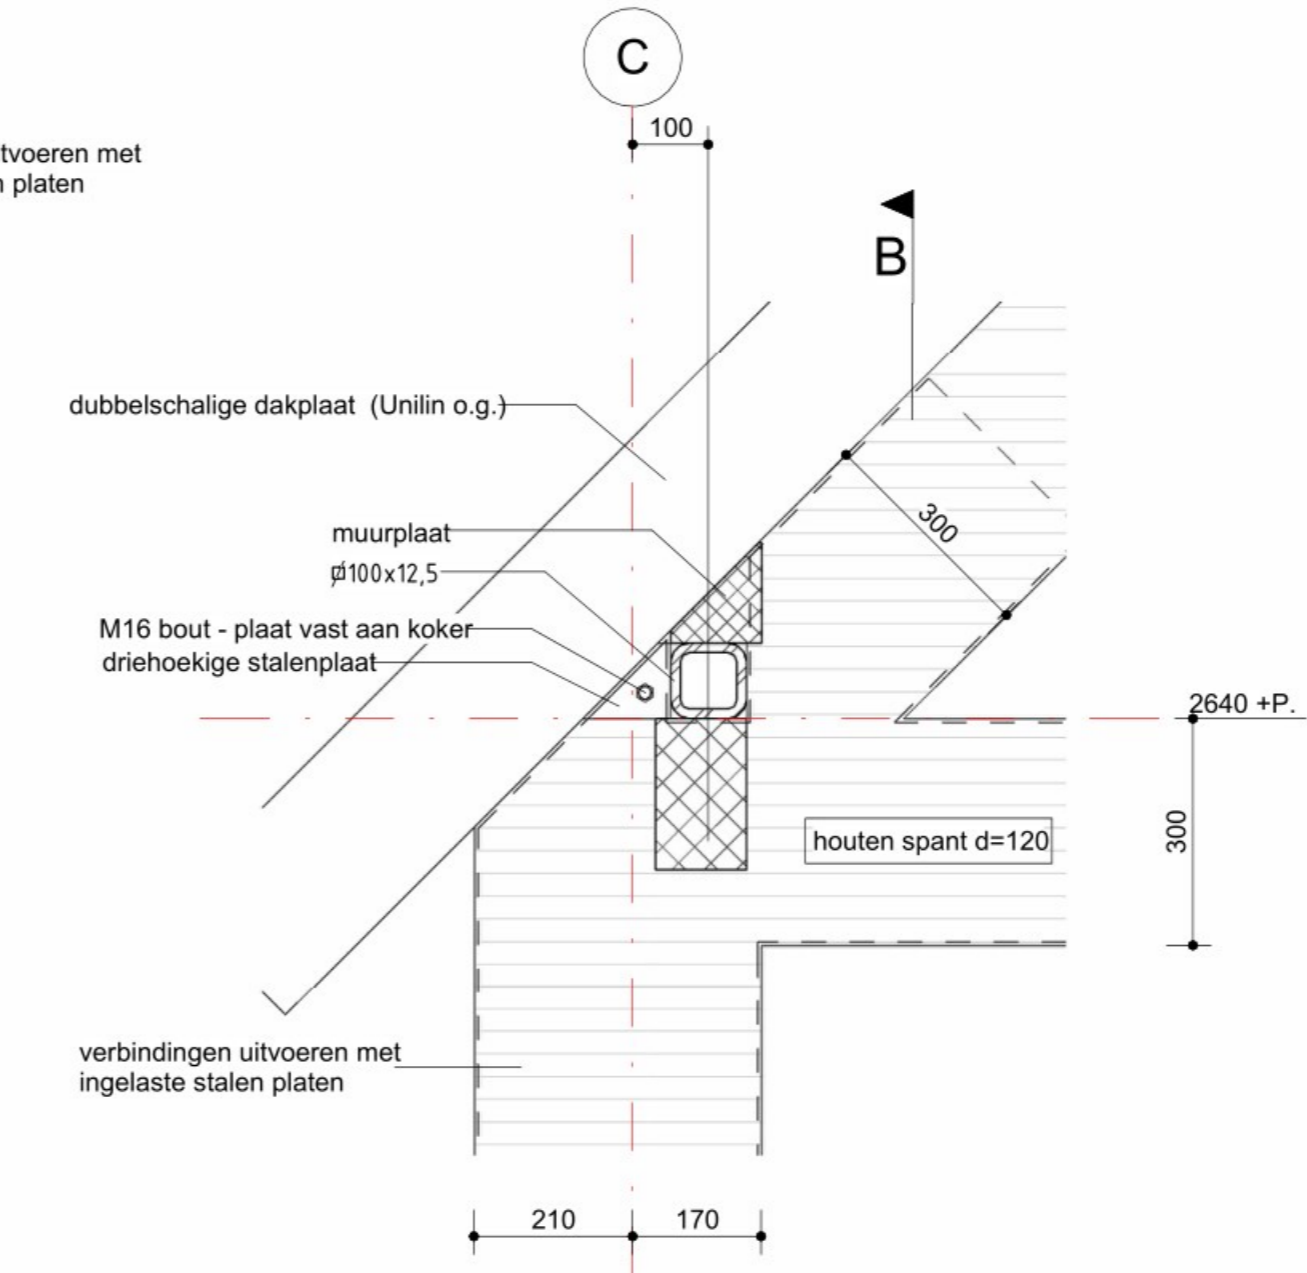 C
100
tvoeren met
platen
B
dubbelschalige dakplaat (Unilin o.g.)
muurplaat
300
100x12,5
M16 bout - plaat vast aan koker
driehoekige stalenplaat
2640 +P.
houten spant d=120
300
verbindingen uitvoeren met
ingelaste stalen platen
210
170